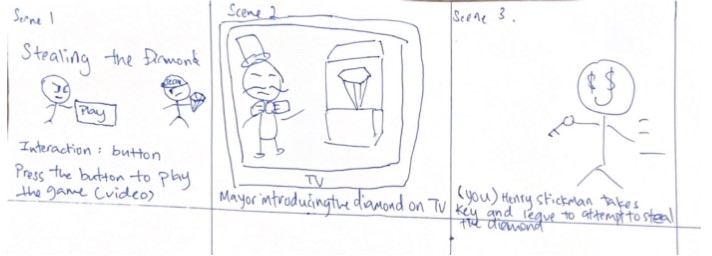 Scene 1
Stealing the Diamond
Play
Interaction: button
Press the button to play
the game (video)
Scene 2
TV
Mayor introducing the diamond on TV
Scene 3.
$ $
(you) Henry stickman takes
key and leave to attempt to steal
the diamond